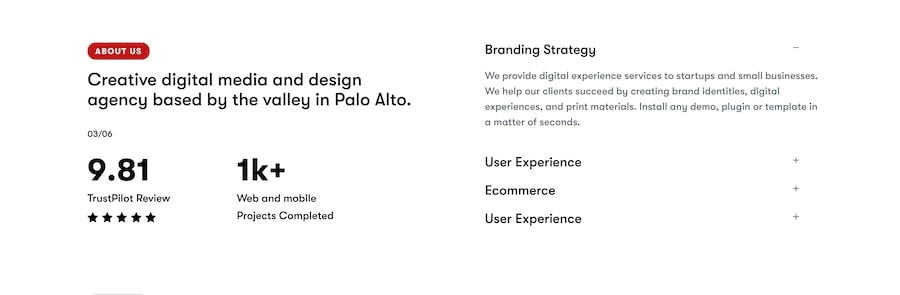 ABOUT US
Creative digital media and design
agency based by the valley in Palo Alto.
03/06
9.81
TrustPilot Review
1k+
Web and mobile
Projects Completed
Branding Strategy
We provide digital experience services to startups and small businesses.
We help our clients succeed by creating brand identities, digital
experiences, and print materials. Install any demo, plugin or template in
a matter of seconds.
User Experience
Ecommerce
User Experience